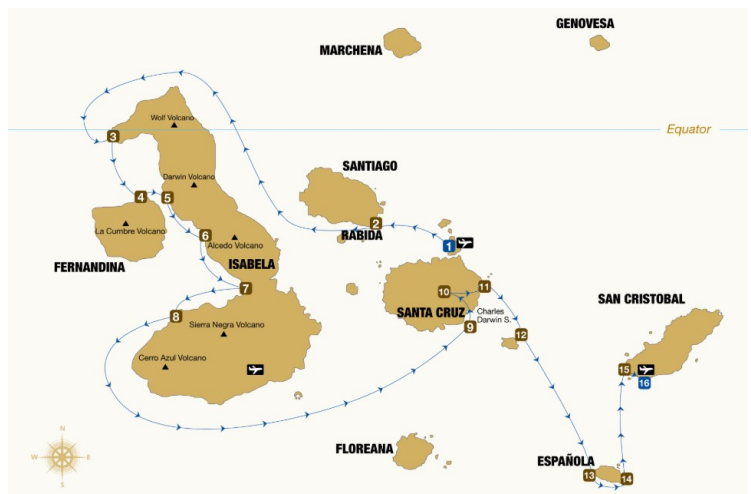 GENOVESA
MARCHENA
Wolf Volcano
Equator
3
SANTIAGO
Darwin Volcano
4
5
2
La Cumbre Volcano
6
RABIDA
Alcedo Volcano
1
FERNANDINA
ISABELA
7
10
11
SAN CRISTOBAL
SANTA CRUZ
Charles
Darwin S.
8
Sierra Negra Volcano
9
12
Cerro Azul Volcano
15
16
FLOREANA
ESPAÑOLA
13
14
N
W
E
S